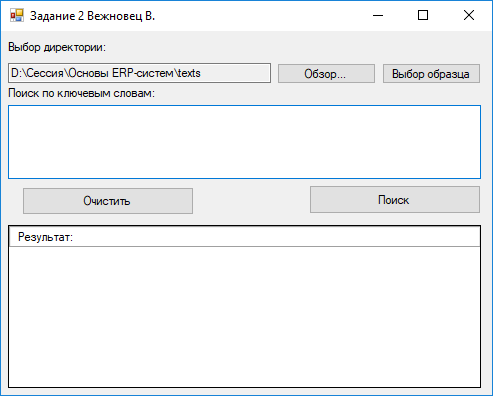 Задание 2 Вежновец В.
Выбор директории:
D:\Сессия\Основы ERP-систем\texts Обзор... Выбор образца
Поиск по ключевым словам:
Очистить Поиск
Результат: